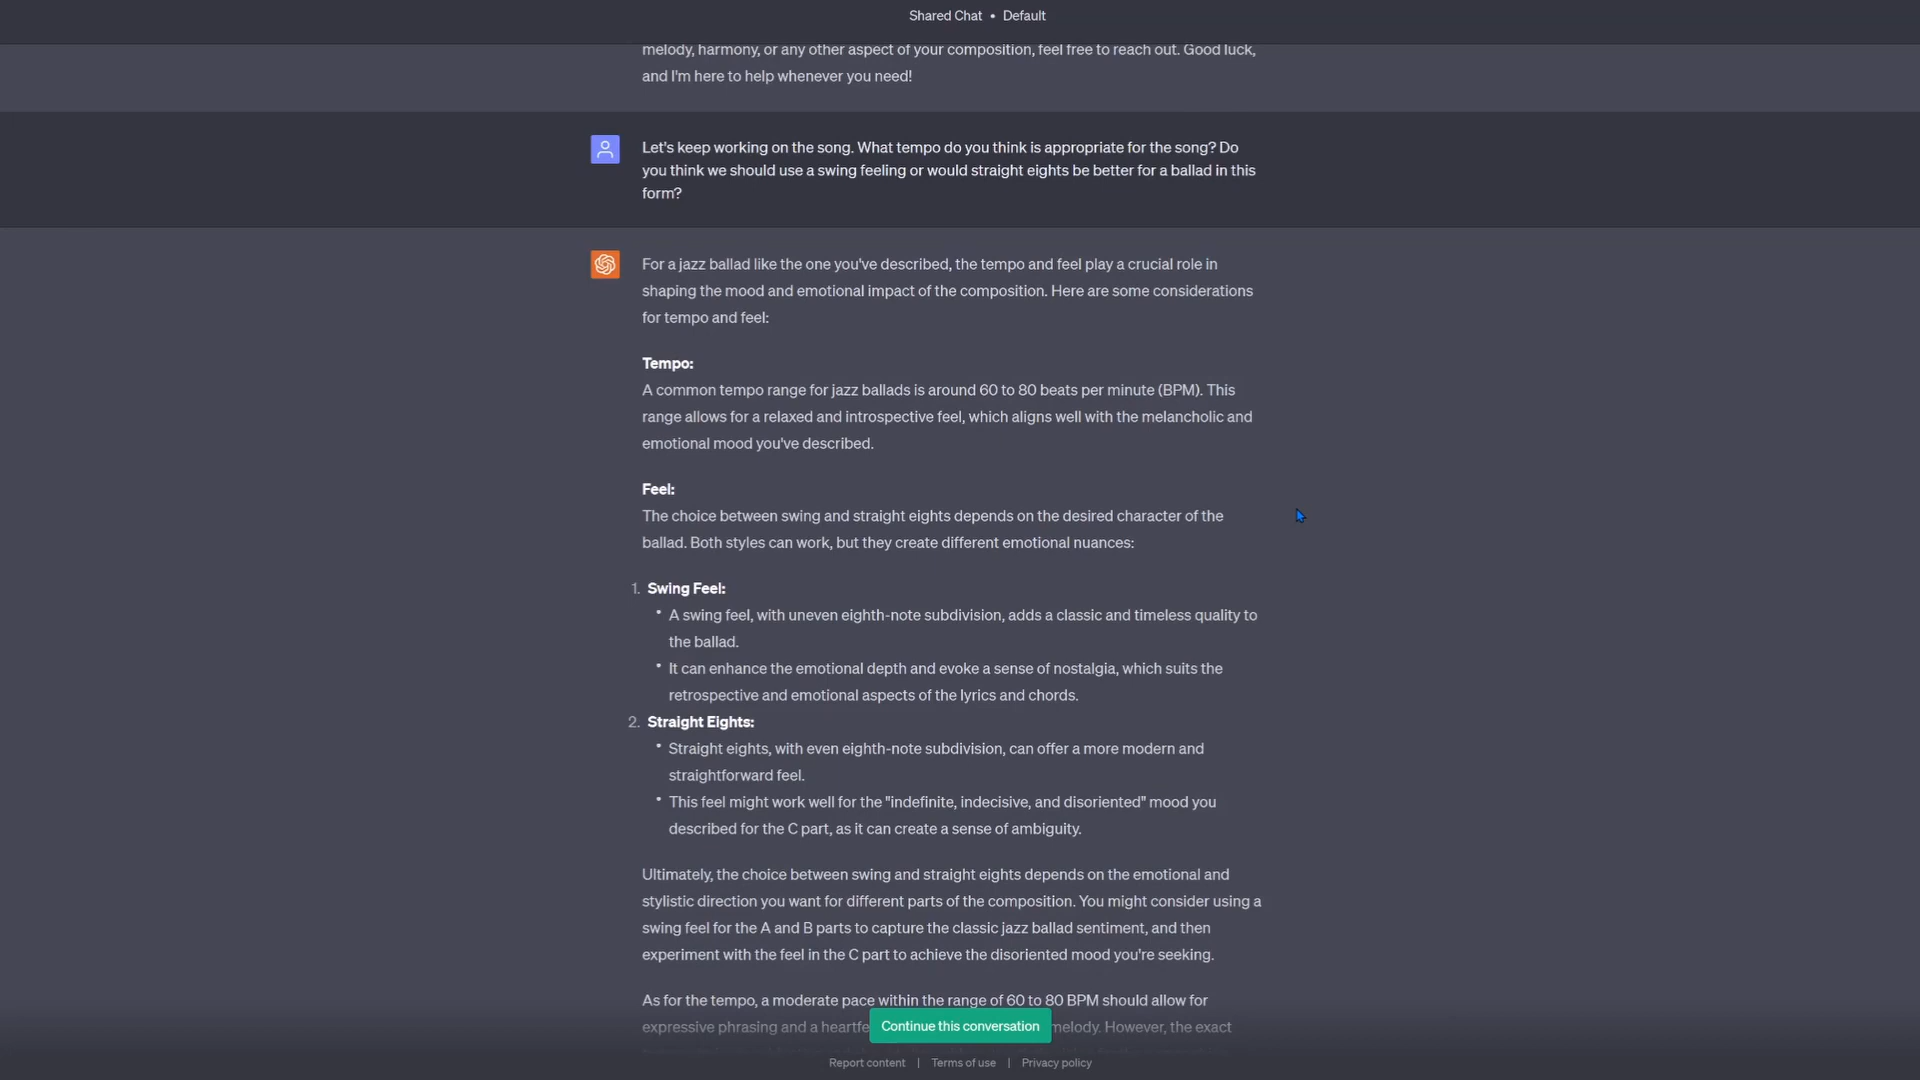 Shared Chat • Default
melody, harmony, or any other aspect of your composition, feel free to reach out. Good luck,
and I'm here to help whenever you need!
Let's keep working on the song. What tempo do you think is appropriate for the song? Do
you think we should use a swing feeling or would straight eights be better for a ballad in this
form?
For a jazz ballad like the one you've described, the tempo and feel play a crucial role in
shaping the mood and emotional impact of the composition. Here are some considerations
for tempo and feel:
Tempo:
A common tempo range for jazz ballads is around 60 to 80 beats per minute (BPM). This
range allows for a relaxed and introspective feel, which aligns well with the melancholic and
emotional mood you've described.
Feel:
The choice between swing and straight eights depends on the desired character of the
ballad. Both styles can work, but they create different emotional nuances:
1. Swing Feel:
• A swing feel, with uneven eighth-note subdivision, adds a classic and timeless quality to
the ballad.
• It can enhance the emotional depth and evoke a sense of nostalgia, which suits the
retrospective and emotional aspects of the lyrics and chords.
2. Straight Eights:
• Straight eights, with even eighth-note subdivision, can offer a more modern and
straightforward feel.
• This feel might work well for the "indefinite, indecisive, and disoriented" mood you
described for the C part, as it can create a sense of ambiguity.
Ultimately, the choice between swing and straight eights depends on the emotional and
stylistic direction you want for different parts of the composition. You might consider using a
swing feel for the A and B parts to capture the classic jazz ballad sentiment, and then
experiment with the feel in the C part to achieve the disoriented mood you're seeking.
As for the tempo, a moderate pace within the range of 60 to 80 BPM should allow for
expressive phrasing and a melody. However, the exact
Continue this conversation
Report content | Terms of use | Privacy policy